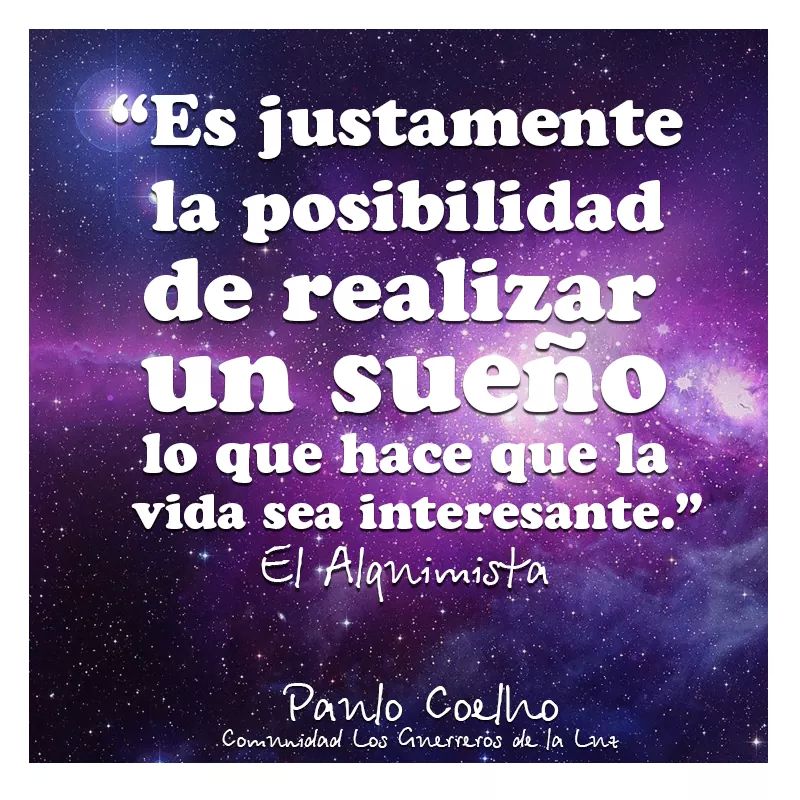 “Es justamente
la posibilidad
de realizar
un sueño
lo que hace que la
vida sea interesante.”
El Alquimista
Paulo Coelho
Comunidad Los Guerreros de la Luz